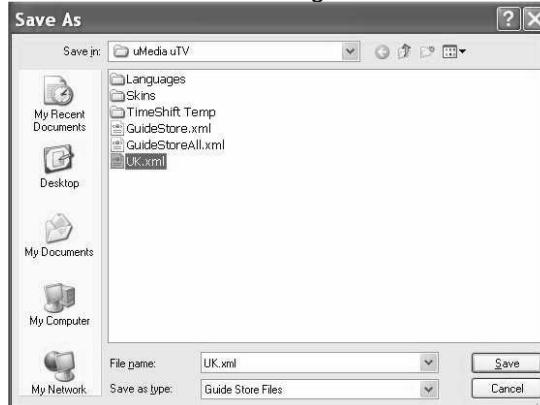 Save As
Save in: uMedia uTV
Languages
Skins
TimeShift Temp
GuideStore.xml
GuideStoreAll.xml
UK.xml
My Recent
Documents
Desktop
My Documents
My Computer
My Network
File name: UK.xml Save
Save as type: Guide Store Files Cancel